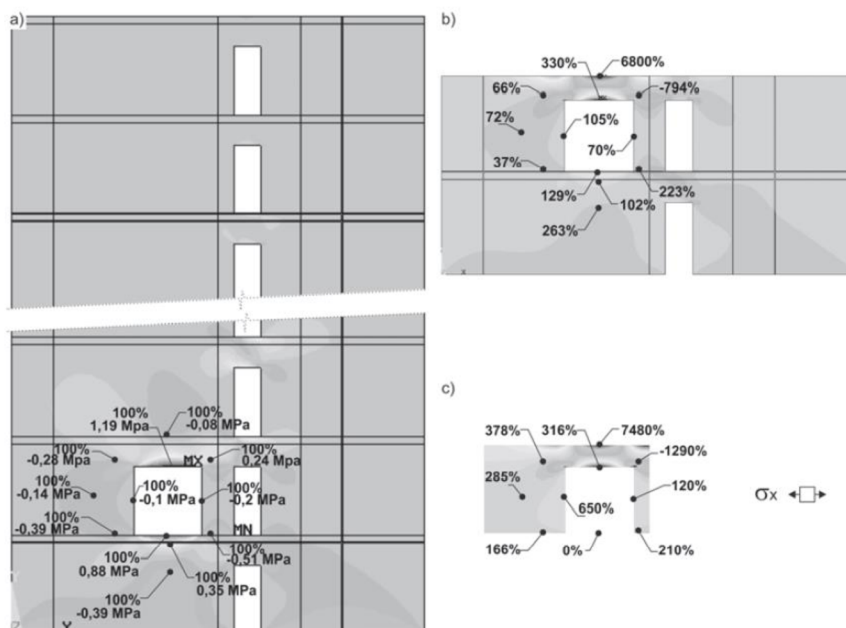 a)
100%
1,19 Mpa
100%
-0,08 MPa
100%
-0,28 Mpa
MX
100%
0,24 Mpa
100%
-0,14 MPa
100%
-0,1 MPa
100%
-0,2 MPa
100%
-0,39 MPa
MN
100%
0,88 MPa
100%
-0,51 MPa
100%
0,35 MPa
100%
-0,39 MPa
Y
Z
X
b)
330%
6800%
66%
-794%
72%
105%
70%
37%
129%
223%
102%
263%
x
c)
378%
316%
7480%
-1290%
285%
650%
120%
166%
0%
210%
σx